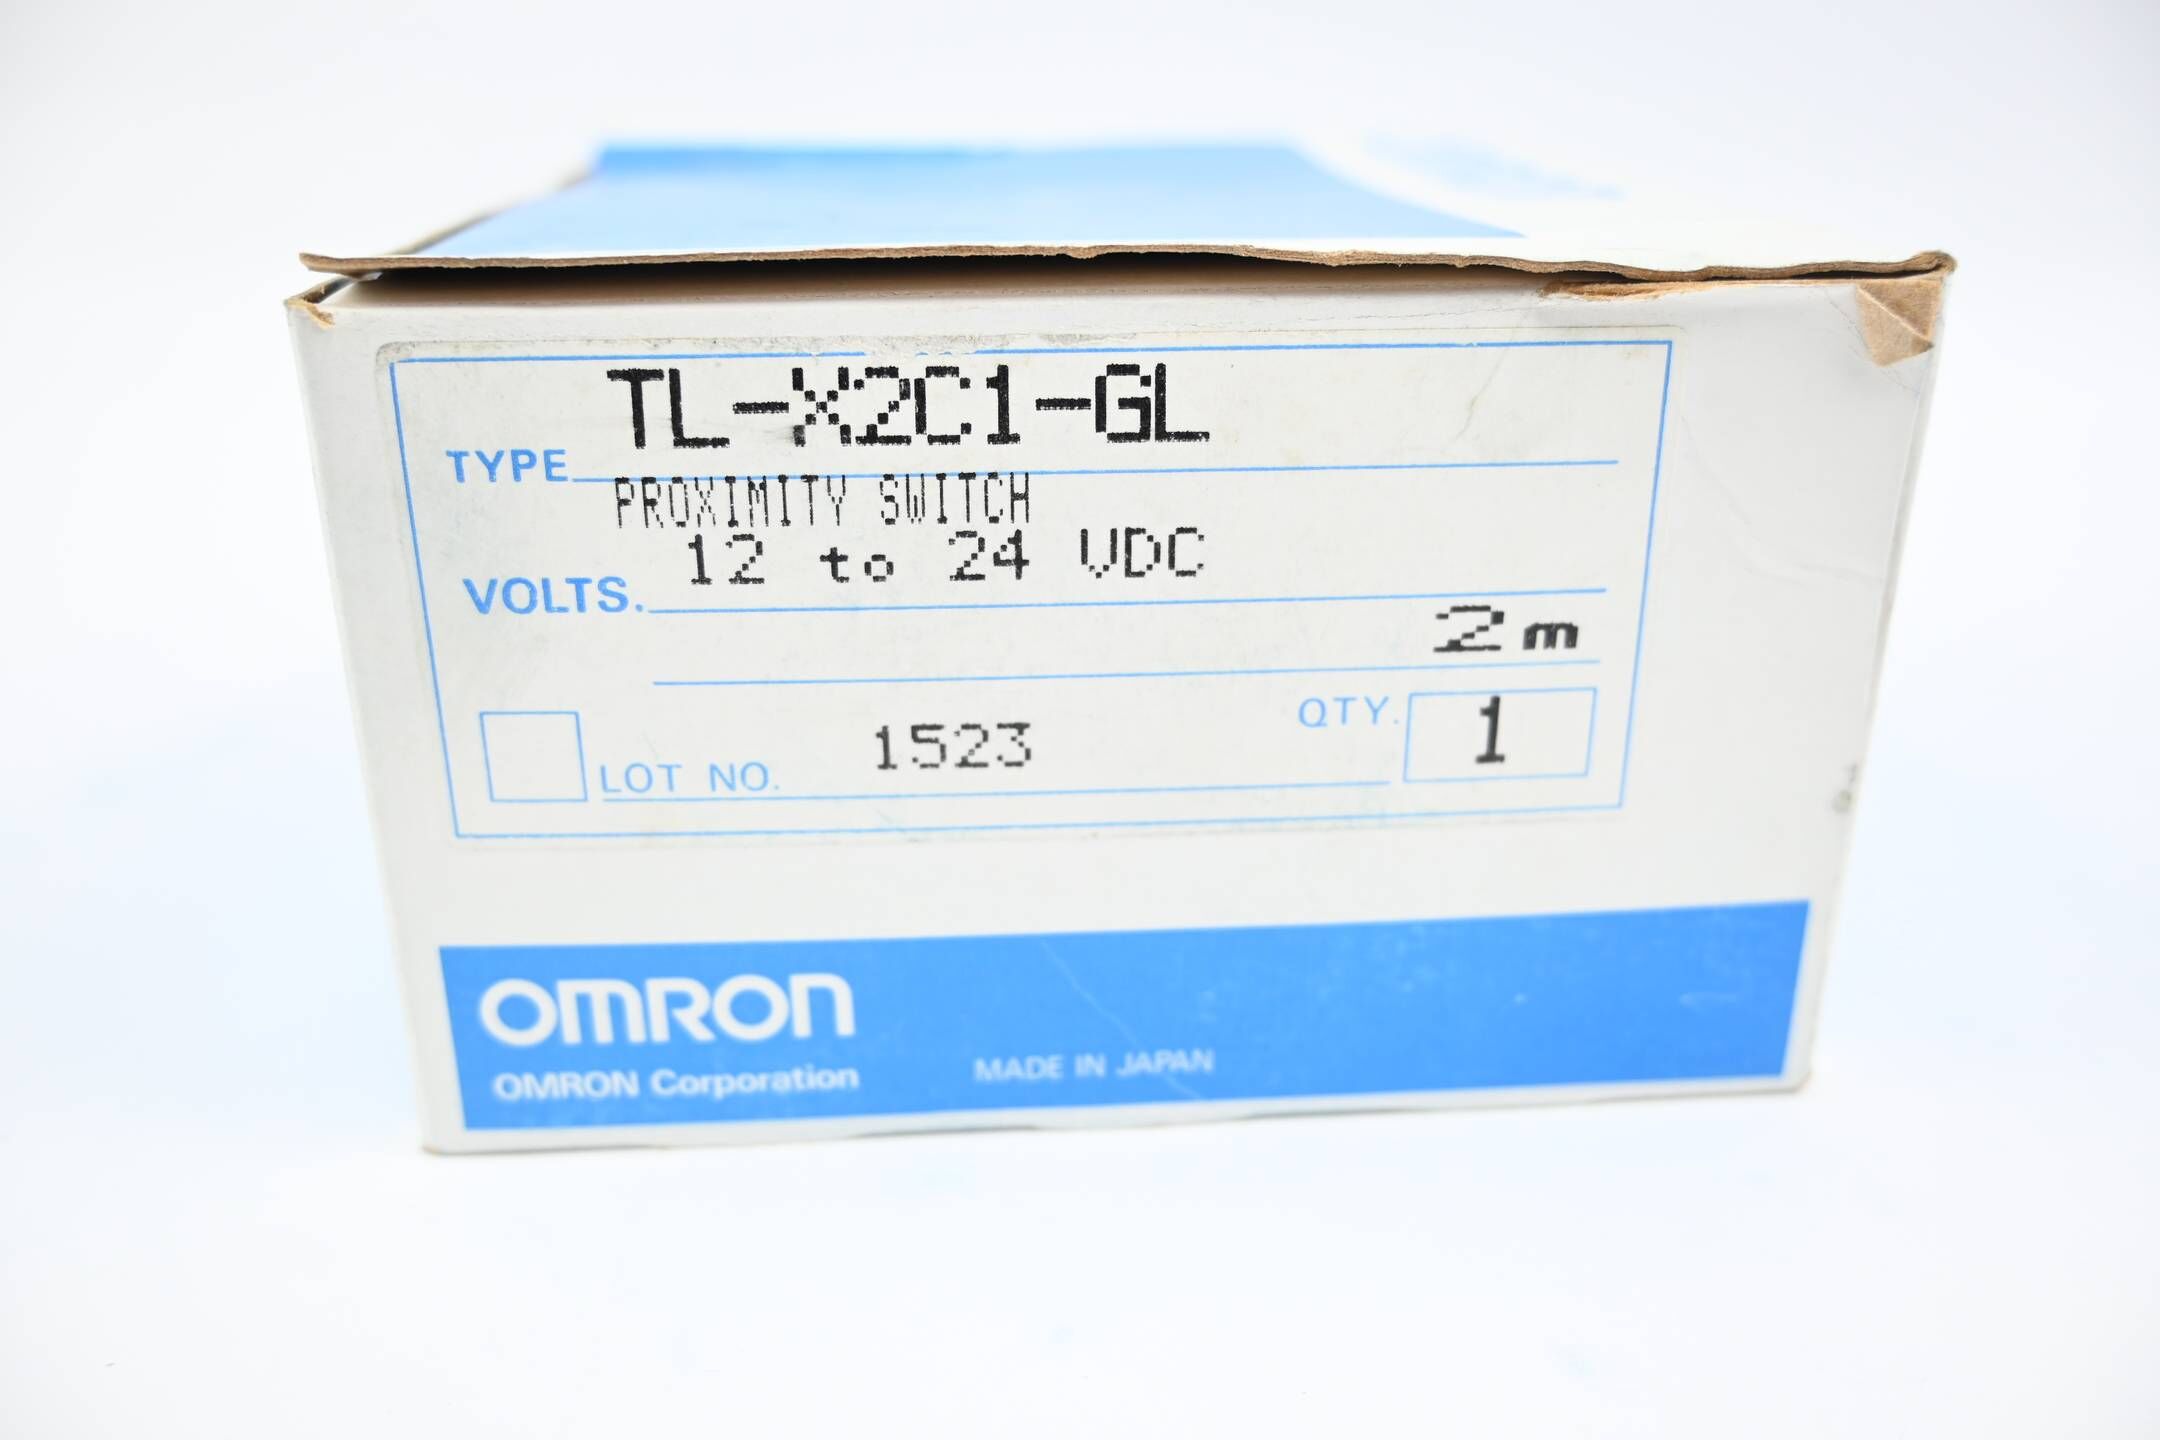 TYPE TL-X2C1-GL
PROXIMITY SWITCH
VOLTS. 12 to 24 VDC
2m
LOT NO. 1523 QTY. 1
OMRON
OMRON Corporation MADE IN JAPAN